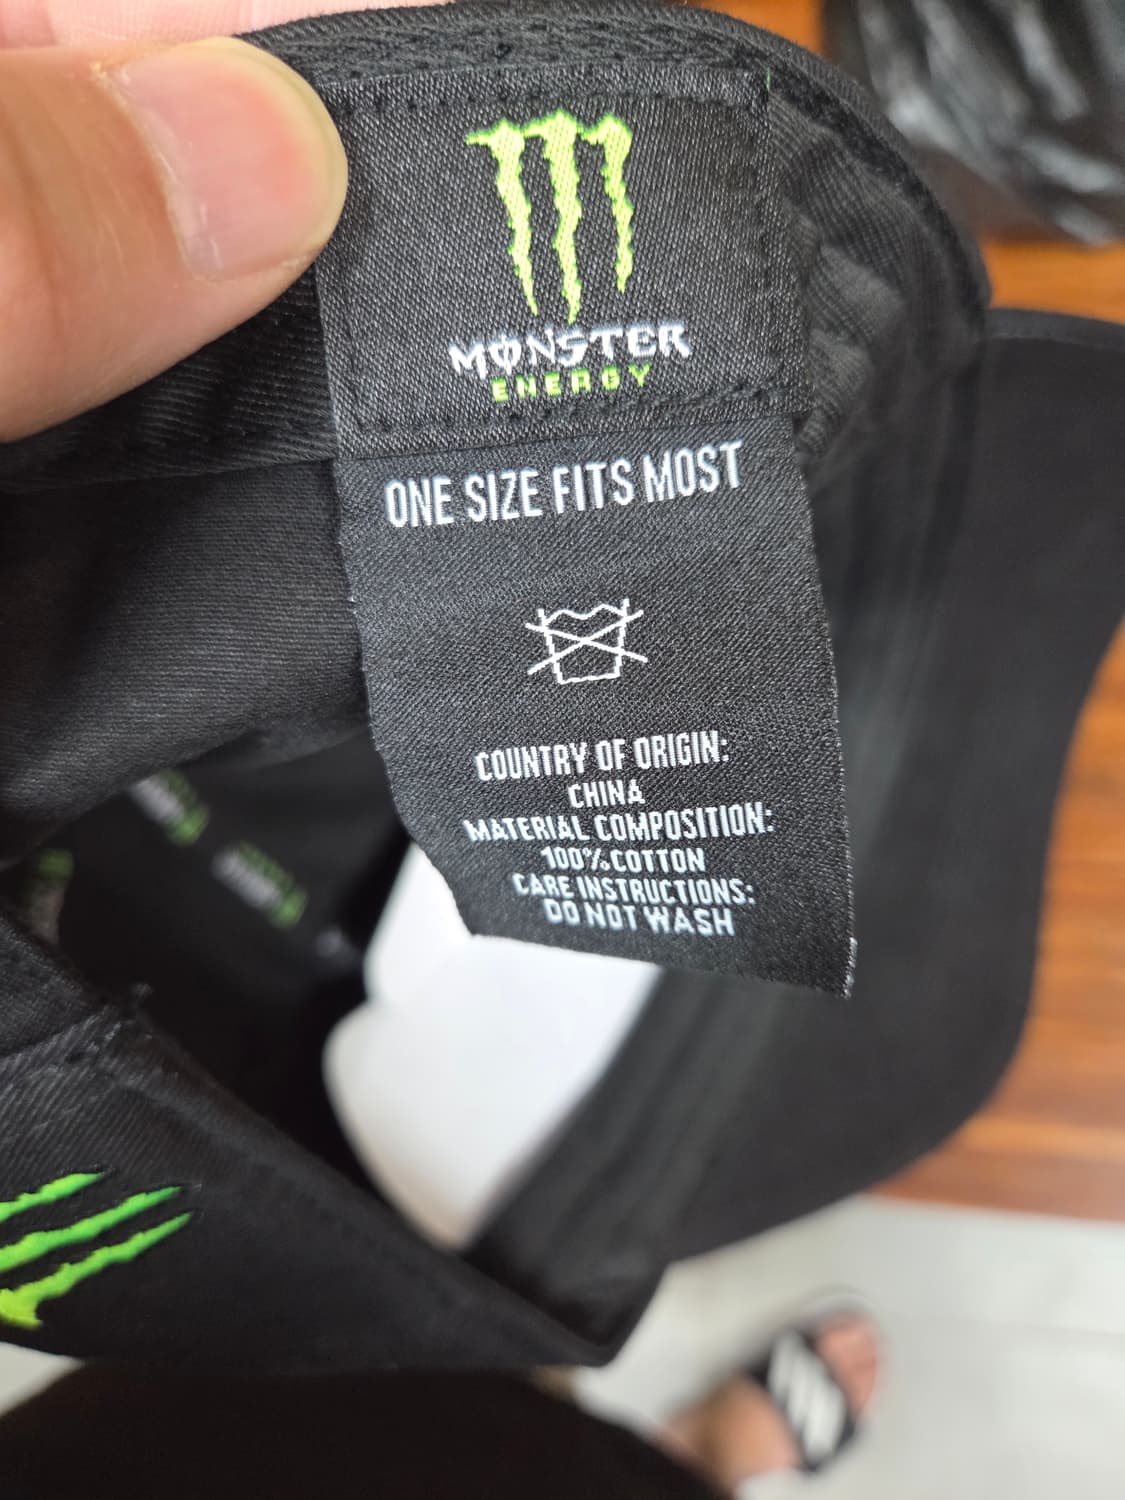 MONSTER
ENERGY
ONE SIZE FITS MOST
COUNTRY OF ORIGIN:
CHINA
MATERIAL COMPOSITION:
100% COTTON
CARE INSTRUCTIONS:
DO NOT WASH